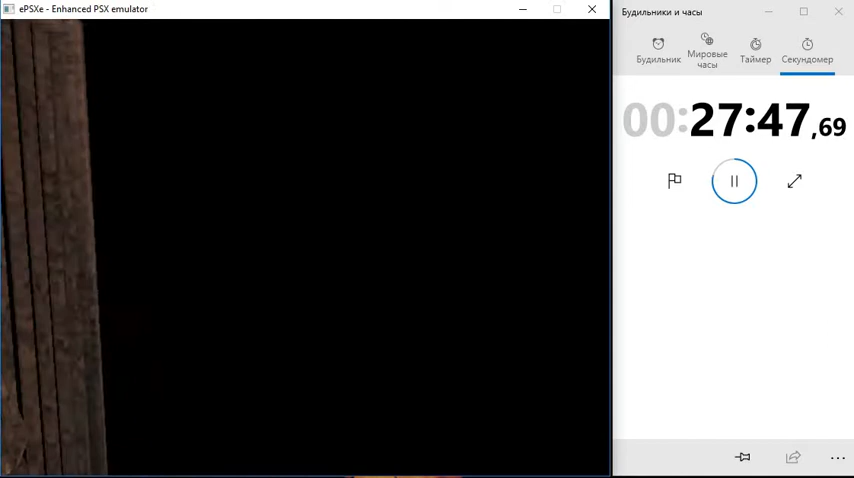 ePSXe - Enhanced PSX emulator
Будильники и часы
Будильник
Мировые
часы
Таймер
Секундомер
00:27:47,69